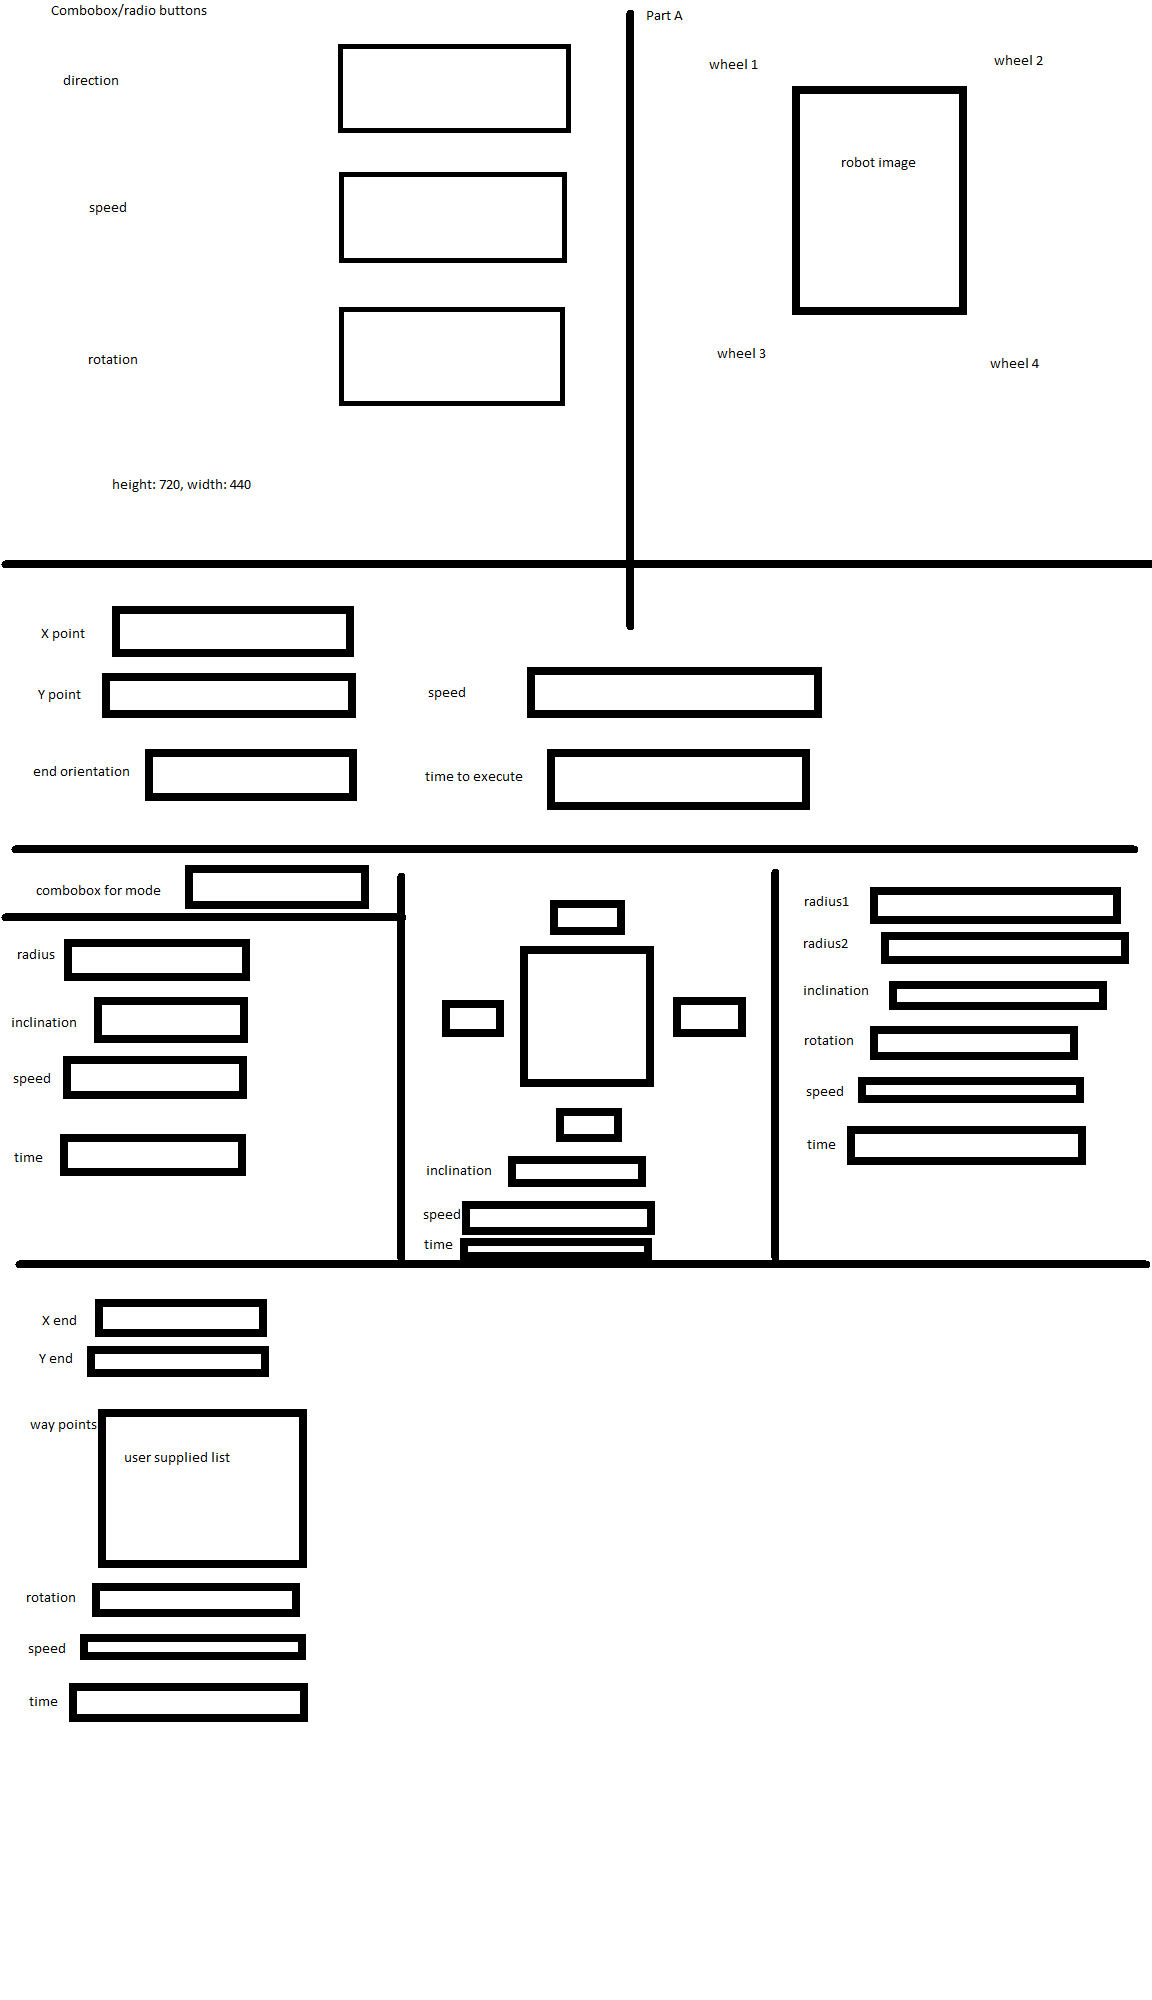 Combobox/radio buttons
direction
speed
rotation
height: 720, width: 440
Part A
wheel 1
wheel 2
robot image
wheel 3
wheel 4
X point
Y point
end orientation
speed
time to execute
combobox for mode
radius
inclination
speed
time
inclination
speed
time
radius1
radius2
inclination
rotation
speed
time
X end
Y end
way points
user supplied list
rotation
speed
time